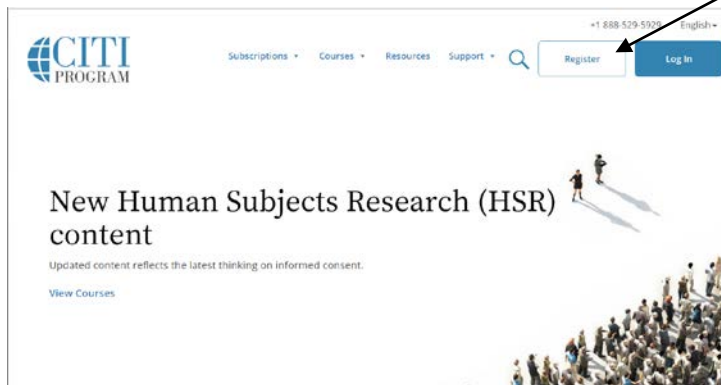 +1 888-529-5929 English
CITI
PROGRAM
Subscriptions Courses Resources Support Register Log In
New Human Subjects Research (HSR)
content
Updated content reflects the latest thinking on informed consent.
View Courses